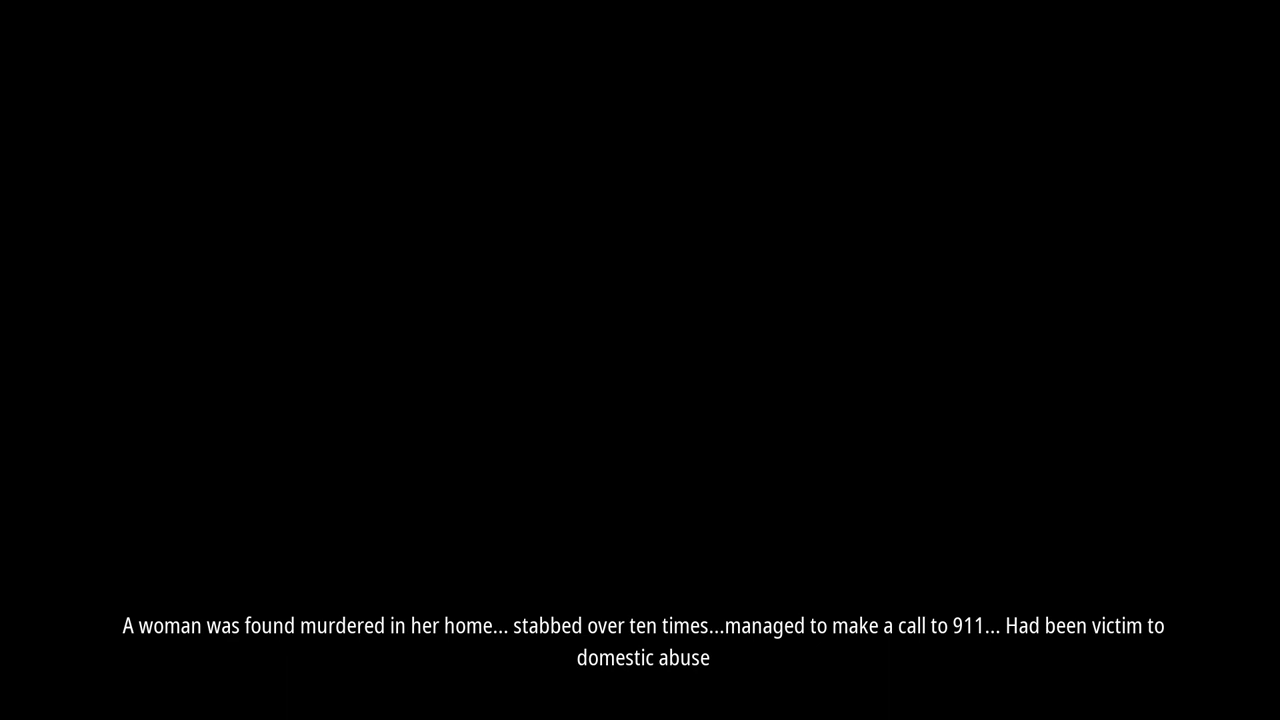 A woman was found murdered in her home... stabbed over ten times...managed to make a call to 911... Had been victim to
domestic abuse